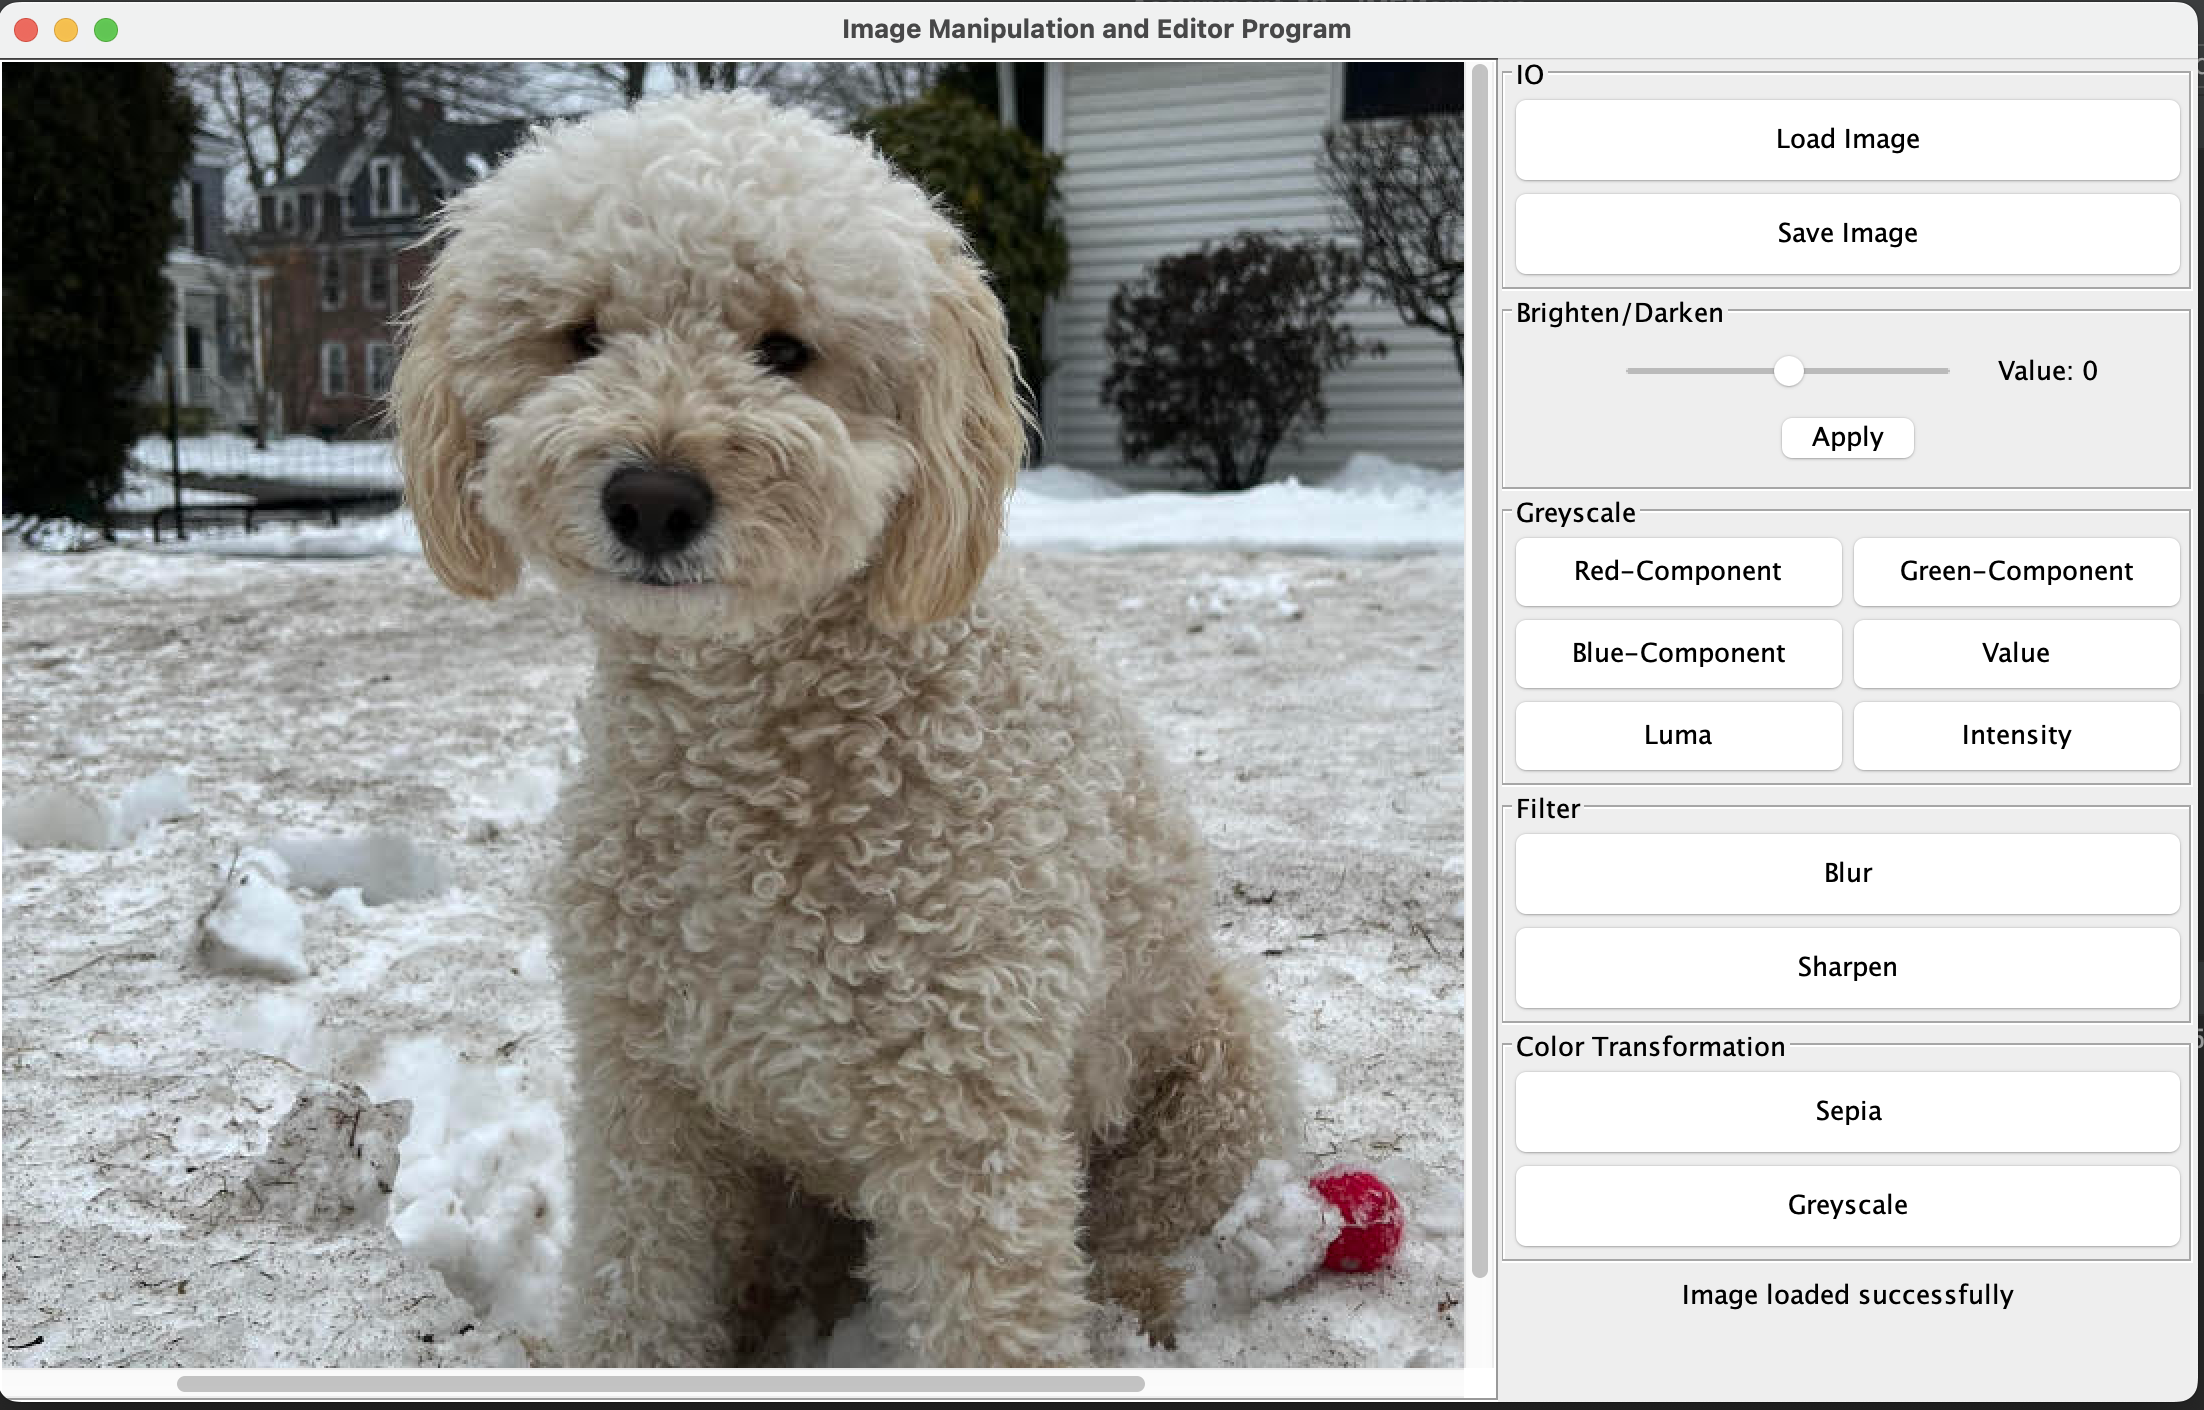 Image Manipulation and Editor Program
IO
Load Image
Save Image
Brighten/Darken
Value: 0
Apply
Greyscale
Red-Component
Green-Component
Blue-Component
Value
Luma
Intensity
Filter
Blur
Sharpen
Color Transformation
Sepia
Greyscale
Image loaded successfully